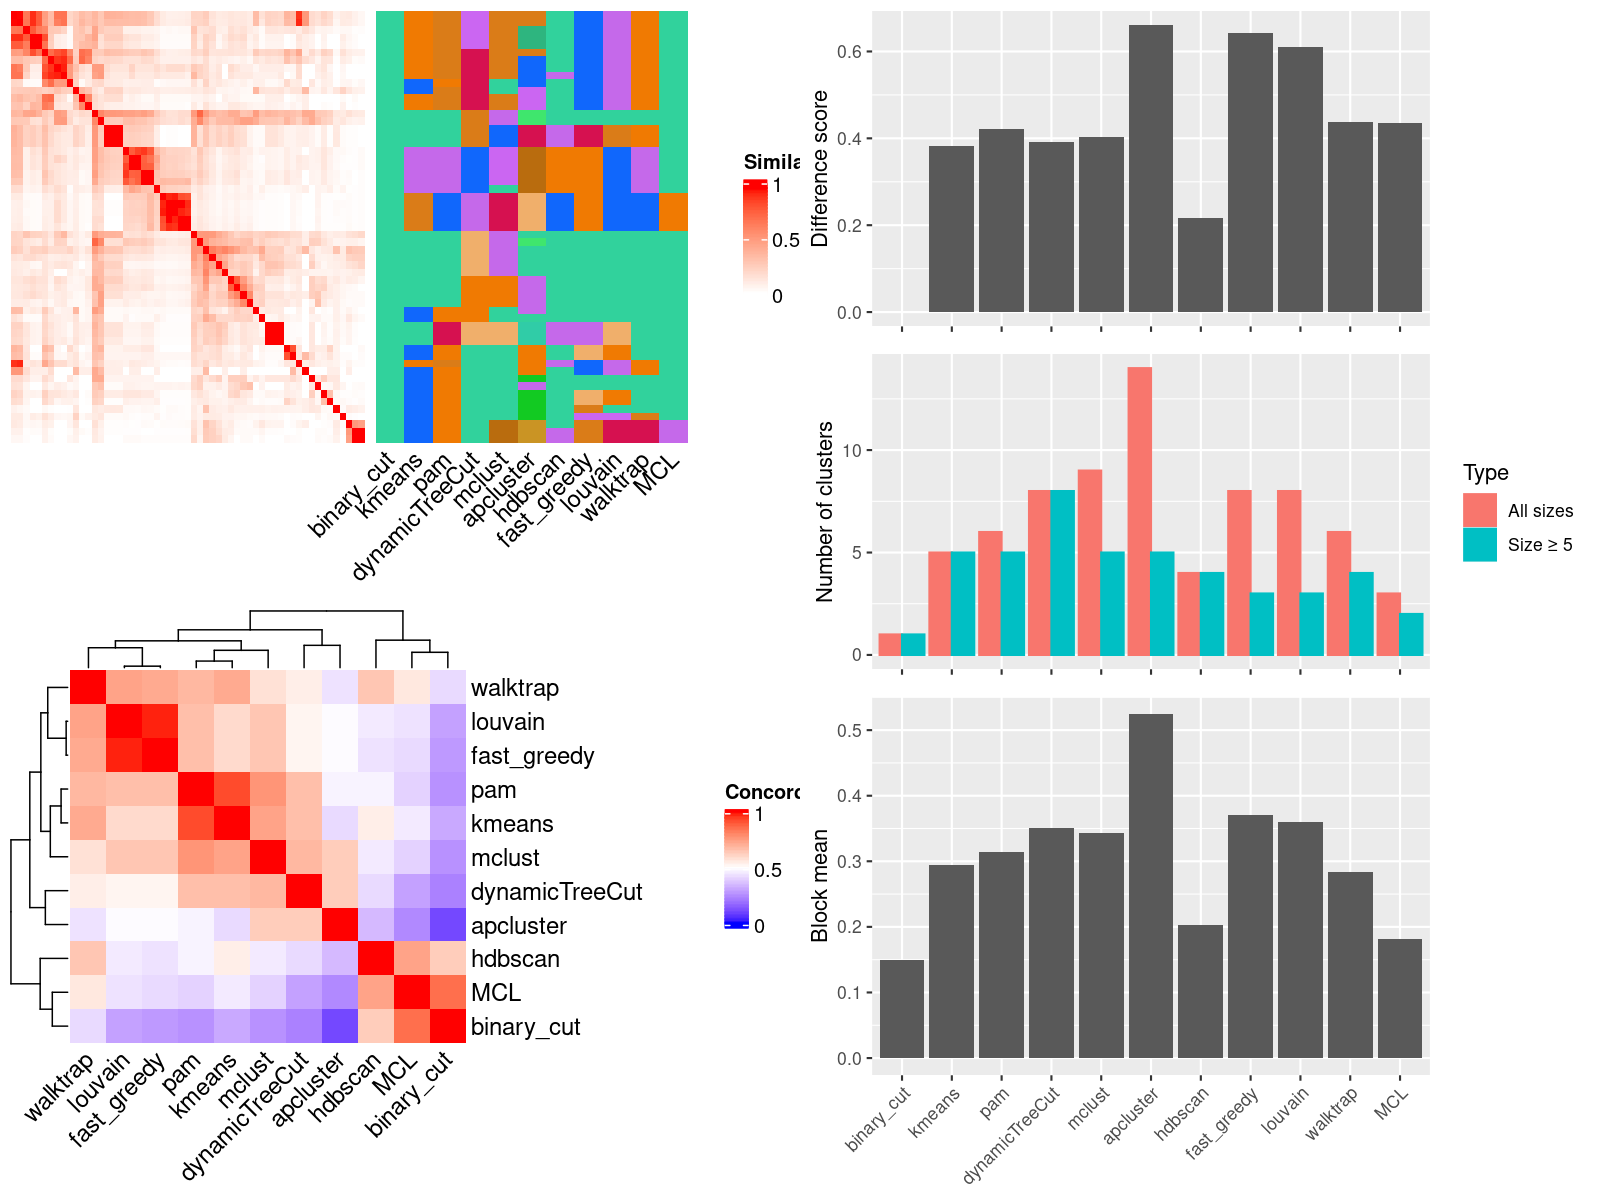 Simila
1
0.5
0
binary_cut
kmeans
pam
dynamicTreeCut
mclust
apcluster
hdbscan
fast_greedy
louvain
walktrap
MCL
walktrap
louvain
fast_greedy
pam
kmeans
mclust
dynamicTreeCut
apcluster
hdbscan
MCL
binary_cut
walktrap
louvain
fast_greedy
pam
kmeans
mclust
dynamicTreeCut
apcluster
hdbscan
MCL
binary_cut
Concord
1
0.5
0
Difference score
0.6
0.4
0.2
0.0
Number of clusters
10
5
0
Type
All sizes
Size ≥ 5
Block mean
0.5
0.4
0.3
0.2
0.1
0.0
binary_cut
kmeans
pam
dynamicTreeCut
mclust
apcluster
hdbscan
fast_greedy
louvain
walktrap
MCL